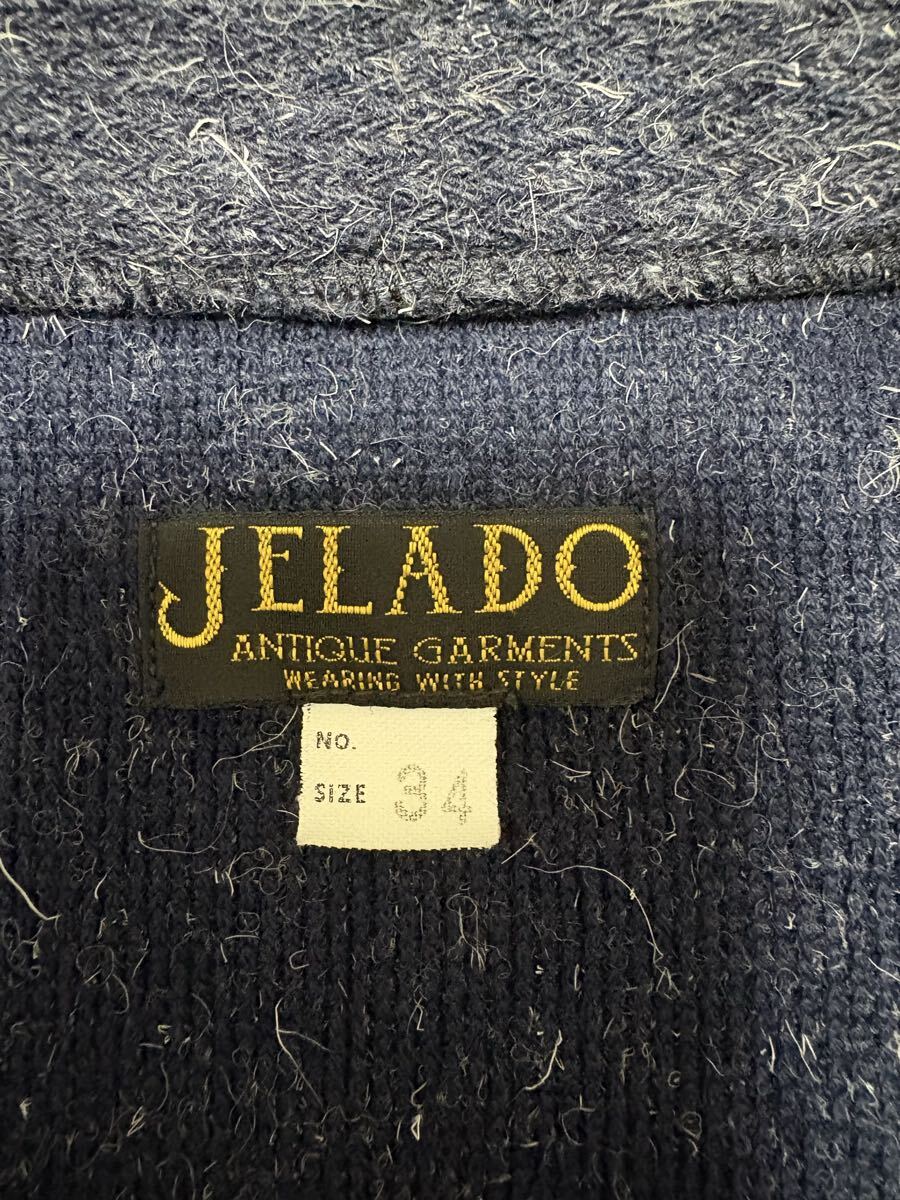 JELADO
ANTIQUE GARMENTS
WEARING WITH STYLE
NO.
SIZE 34